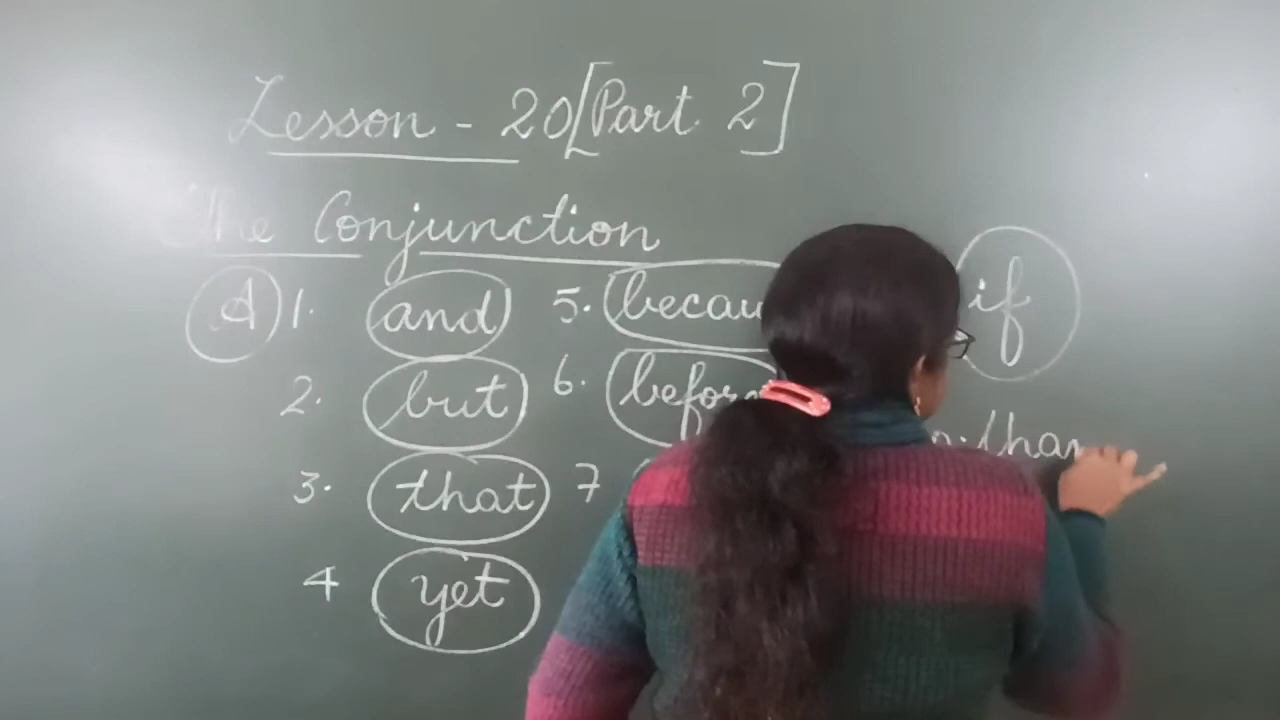 Lesson - 20 [Part 2]
The Conjunction
A 1. and 5. becau if
2. but 6. befor
3. that 7 than
4 yet